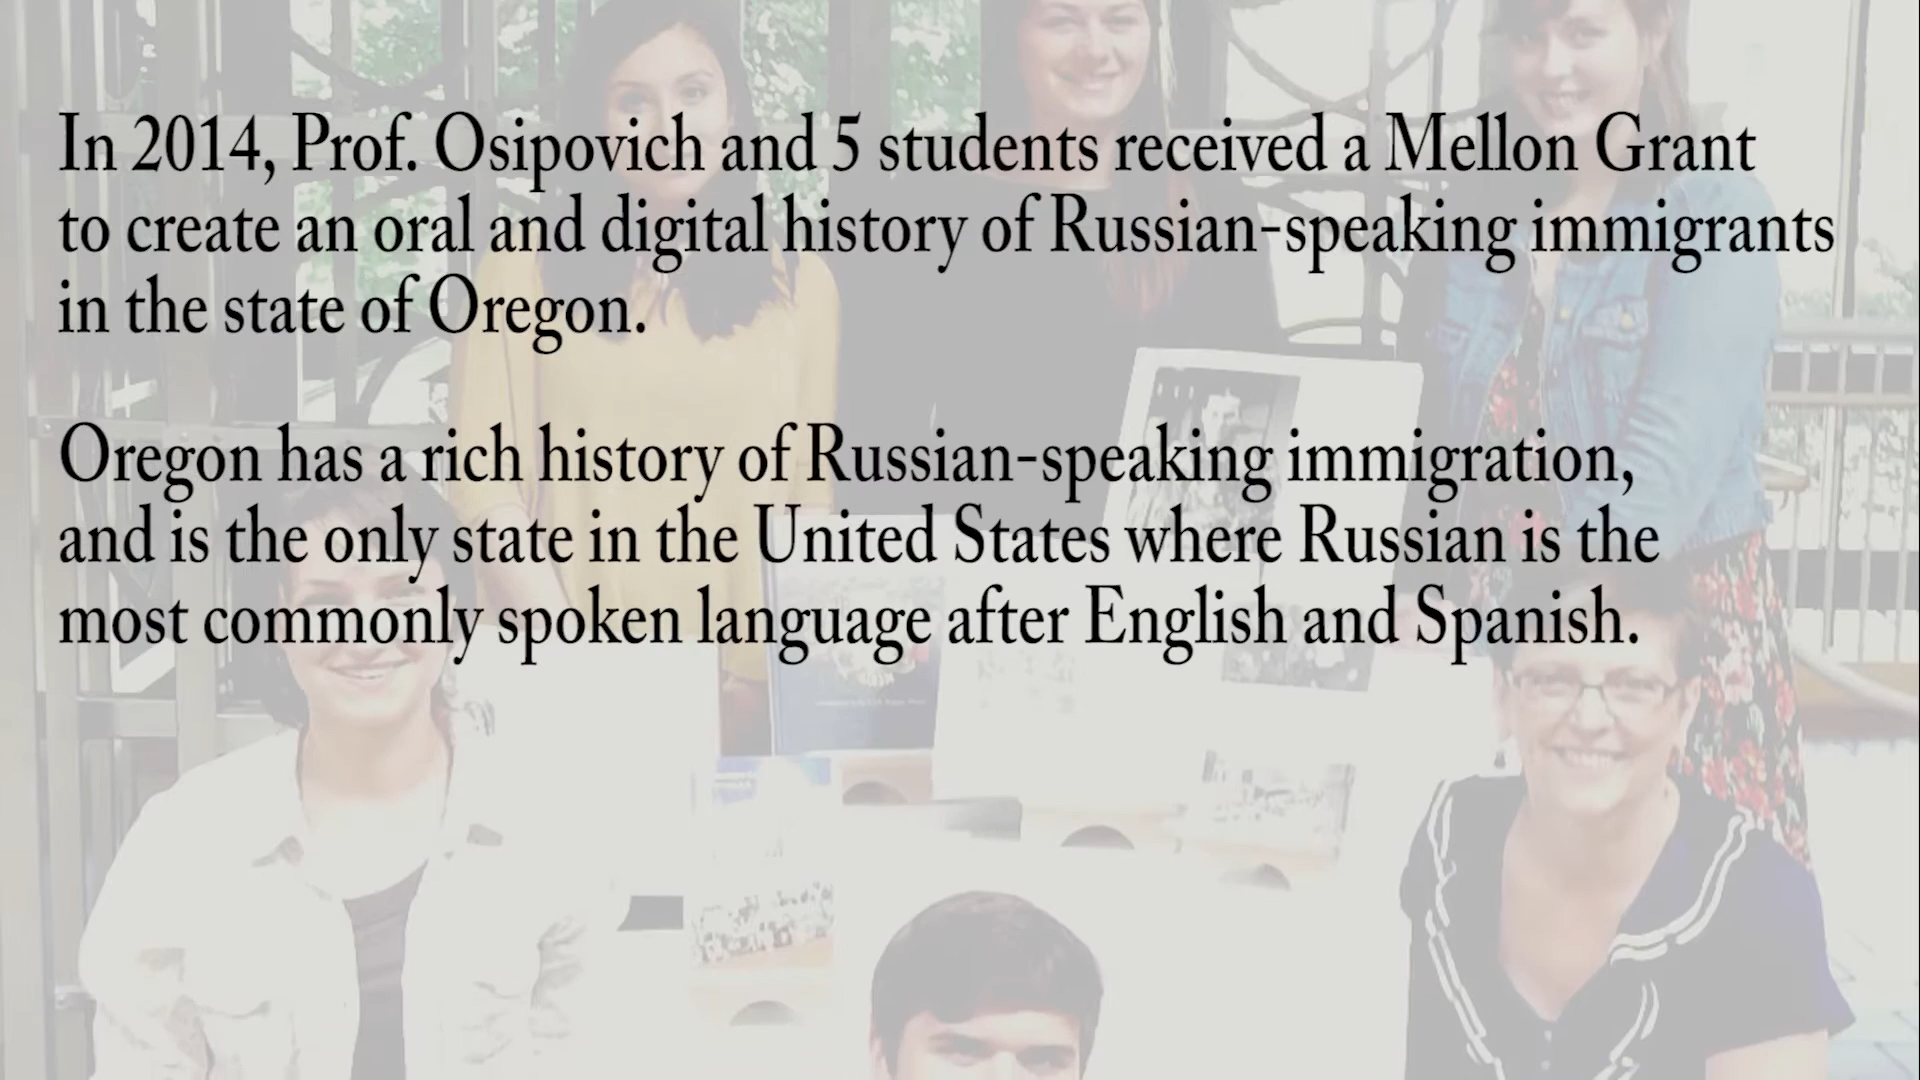 In 2014, Prof. Osipovich and 5 students received a Mellon Grant
to create an oral and digital history of Russian-speaking immigrants
in the state of Oregon.
Oregon has a rich history of Russian-speaking immigration,
and is the only state in the United States where Russian is the
most commonly spoken language after English and Spanish.